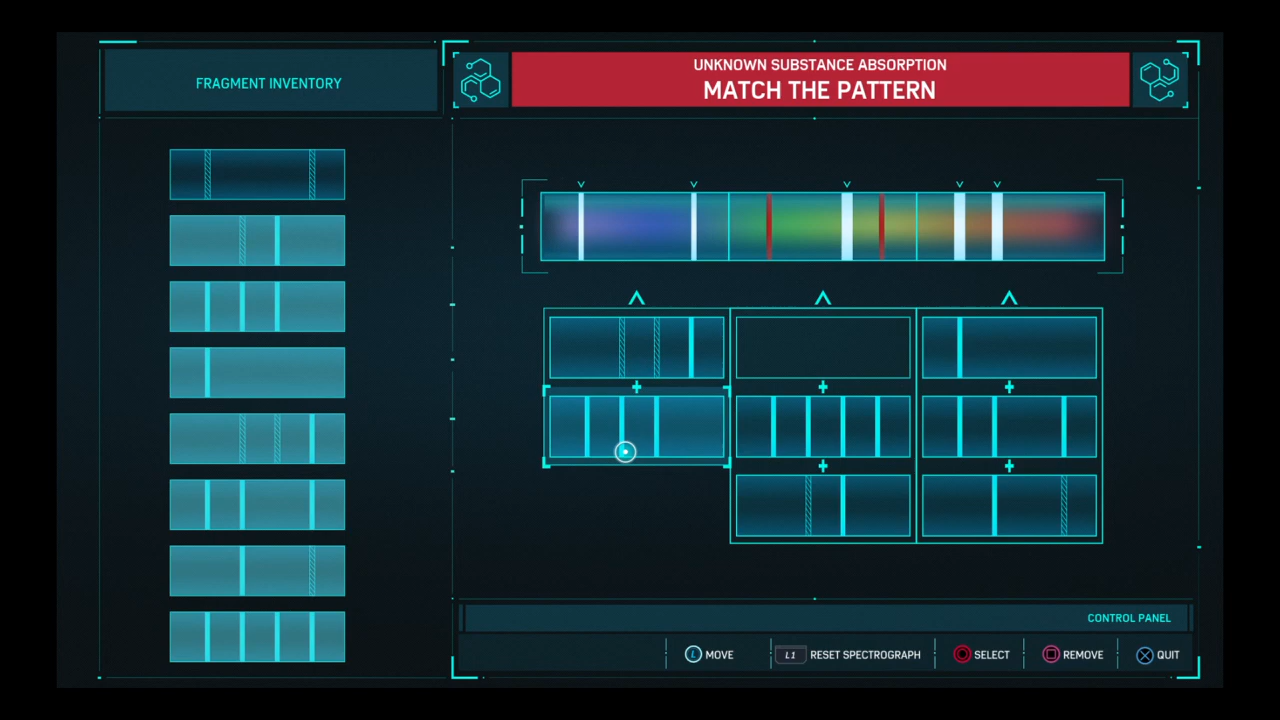 FRAGMENT INVENTORY
UNKNOWN SUBSTANCE ABSORPTION
MATCH THE PATTERN
CONTROL PANEL
L MOVE
L1 RESET SPECTROGRAPH
SELECT
REMOVE
QUIT